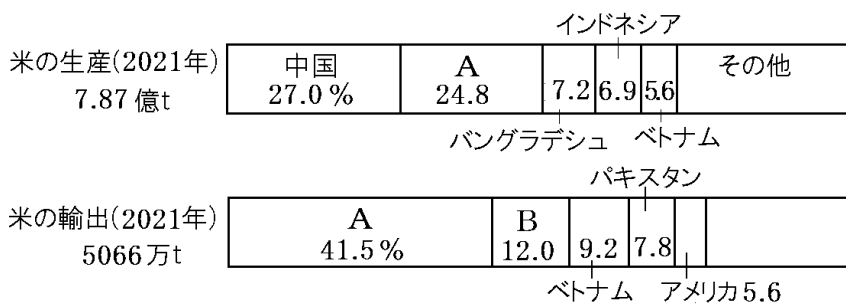 インドネシア
米の生産(2021年)
7.87億t
中国
27.0%
A
24.8
7.2
6.9
5.6
その他
バングラデシュ
ベトナム
パキスタン
米の輸出(2021年)
5066万t
A
41.5%
B
12.0
9.2
7.8
ベトナム
アメリカ5.6